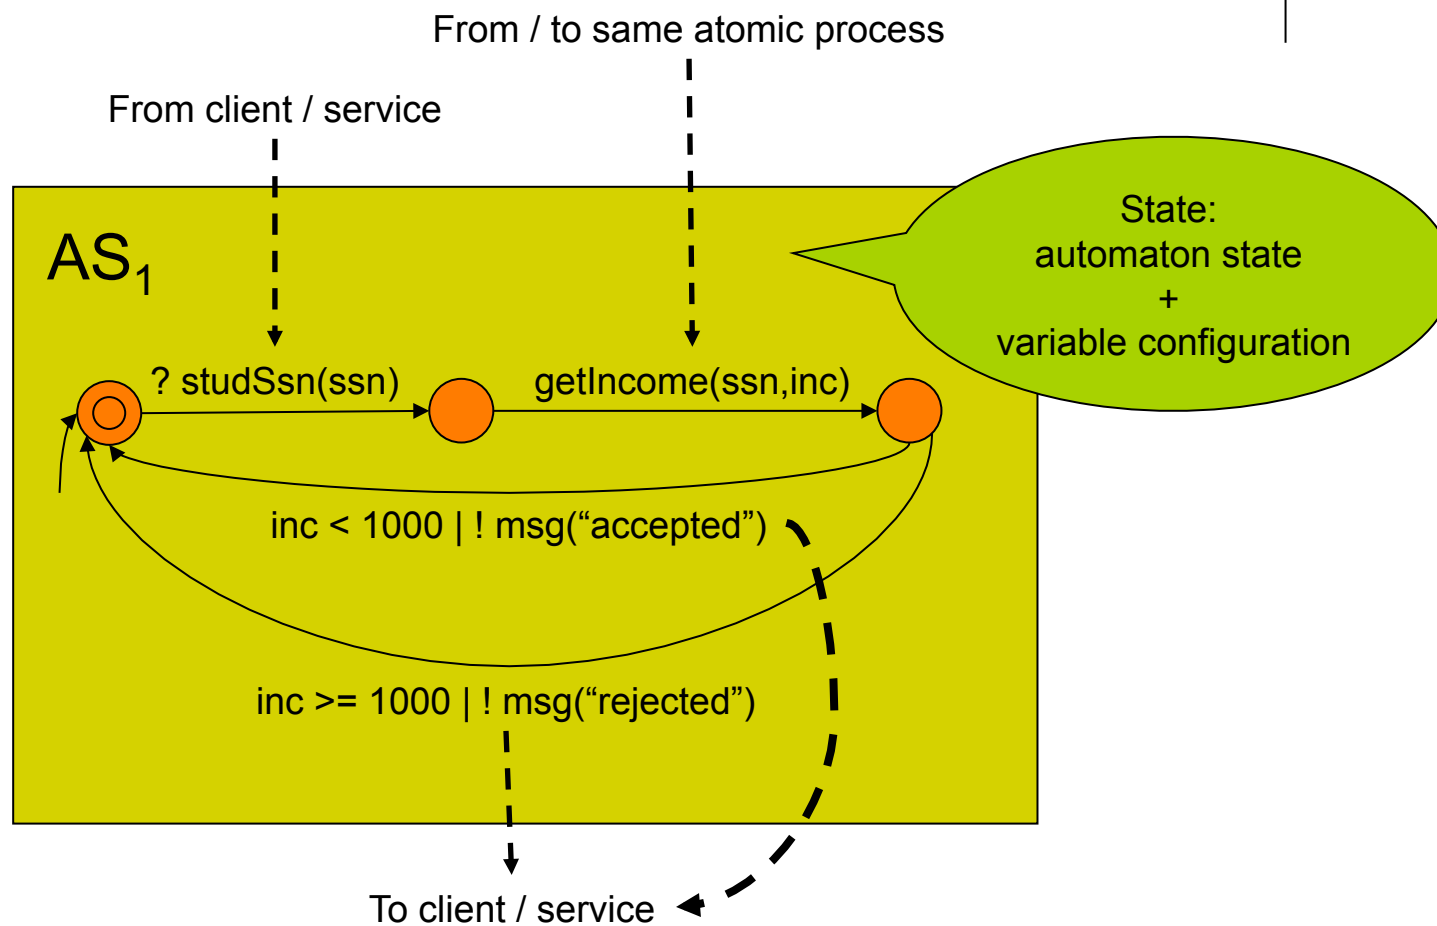 From / to same atomic process
From client / service
State:
automaton state
+
variable configuration
AS1
? studSsn(ssn)
getIncome(ssn,inc)
inc < 1000 | ! msg(“accepted”)
inc >= 1000 | ! msg(“rejected”)
To client / service